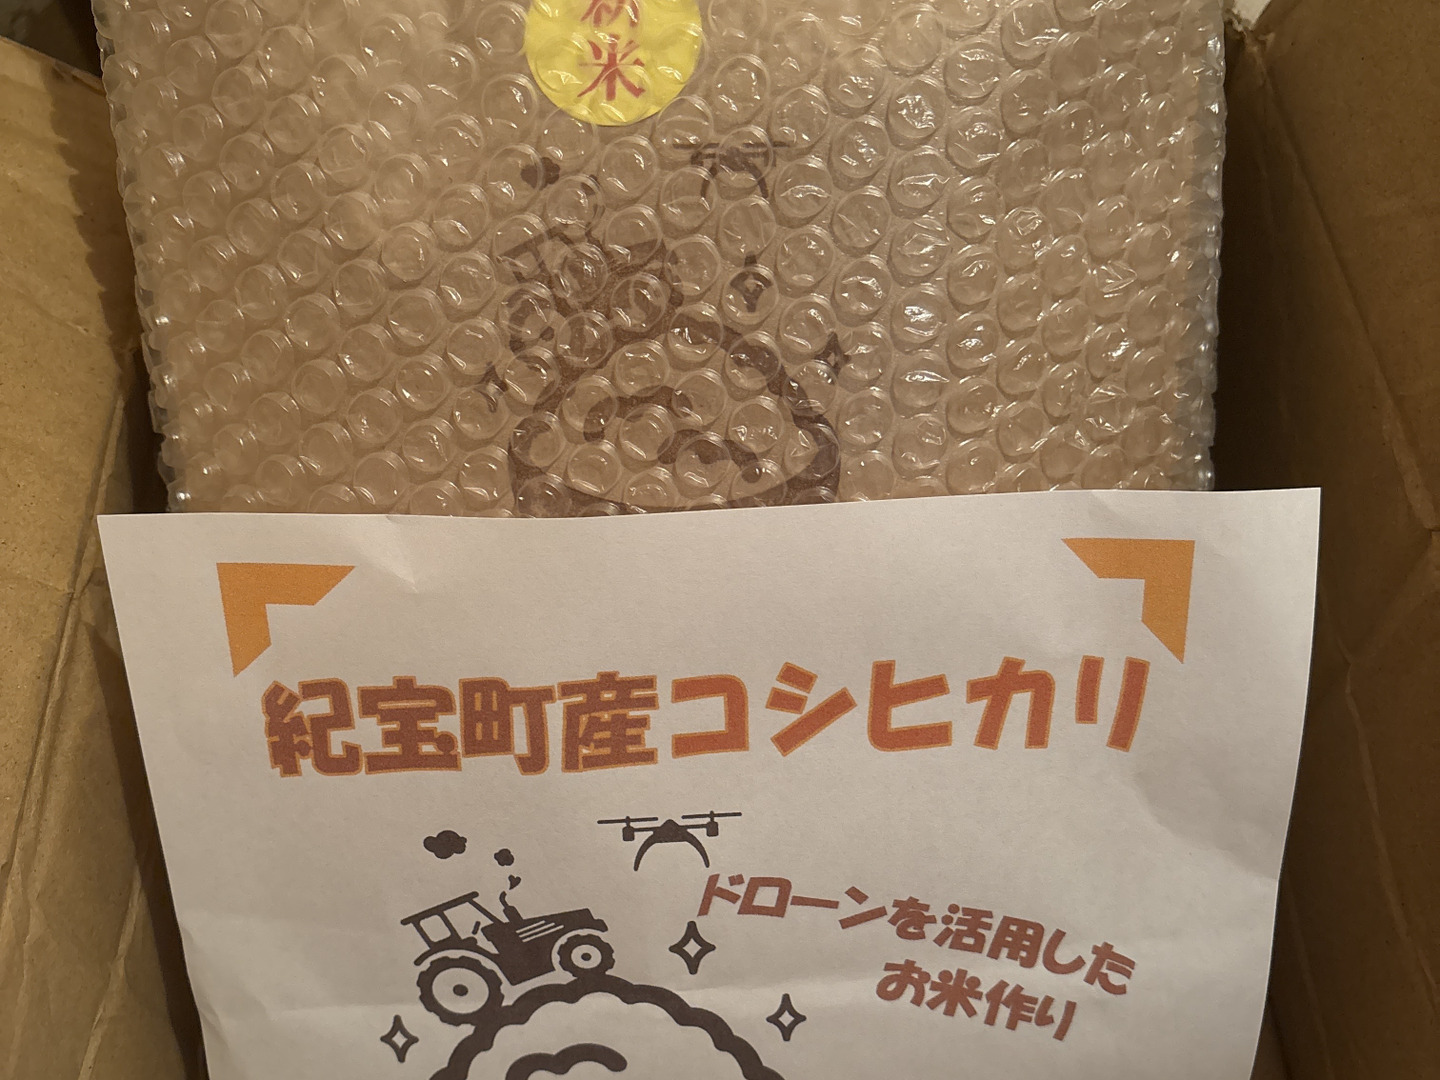 新米
紀宝町産コシヒカリ
ドローンを活用した
お米作り